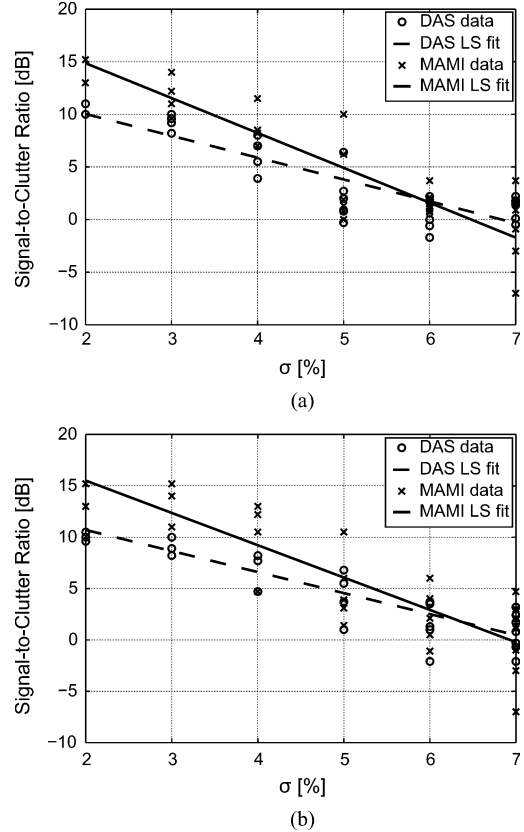 20
15
10
5
0
−5
−10
Signal-to-Clutter Ratio [dB]
DAS data
DAS LS fit
MAMI data
MAMI LS fit
2 3 4 5 6 7
σ [%]
(a)
20
15
10
5
0
−5
−10
Signal-to-Clutter Ratio [dB]
DAS data
DAS LS fit
MAMI data
MAMI LS fit
2 3 4 5 6 7
σ [%]
(b)